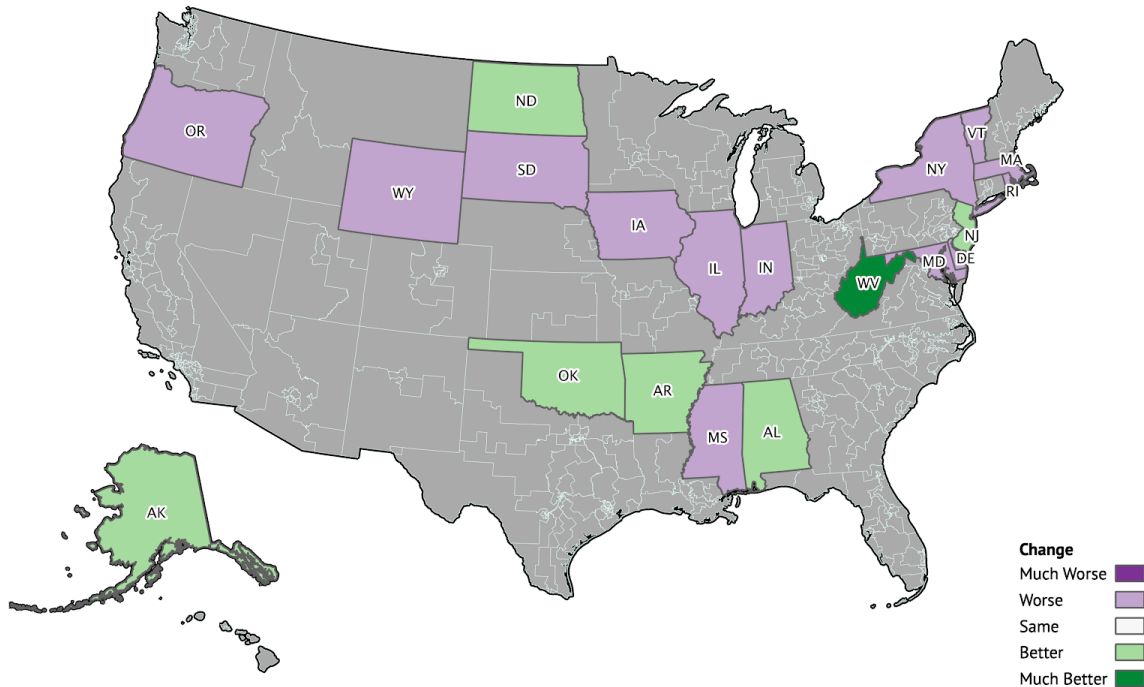 ND
OR
VT
MA
NY
SD
WY
RI
IA
NJ
DE
MD
IL
IN
WV
OK
AR
AL
MS
AK
Change
Much Worse
Worse
Same
Better
Much Better